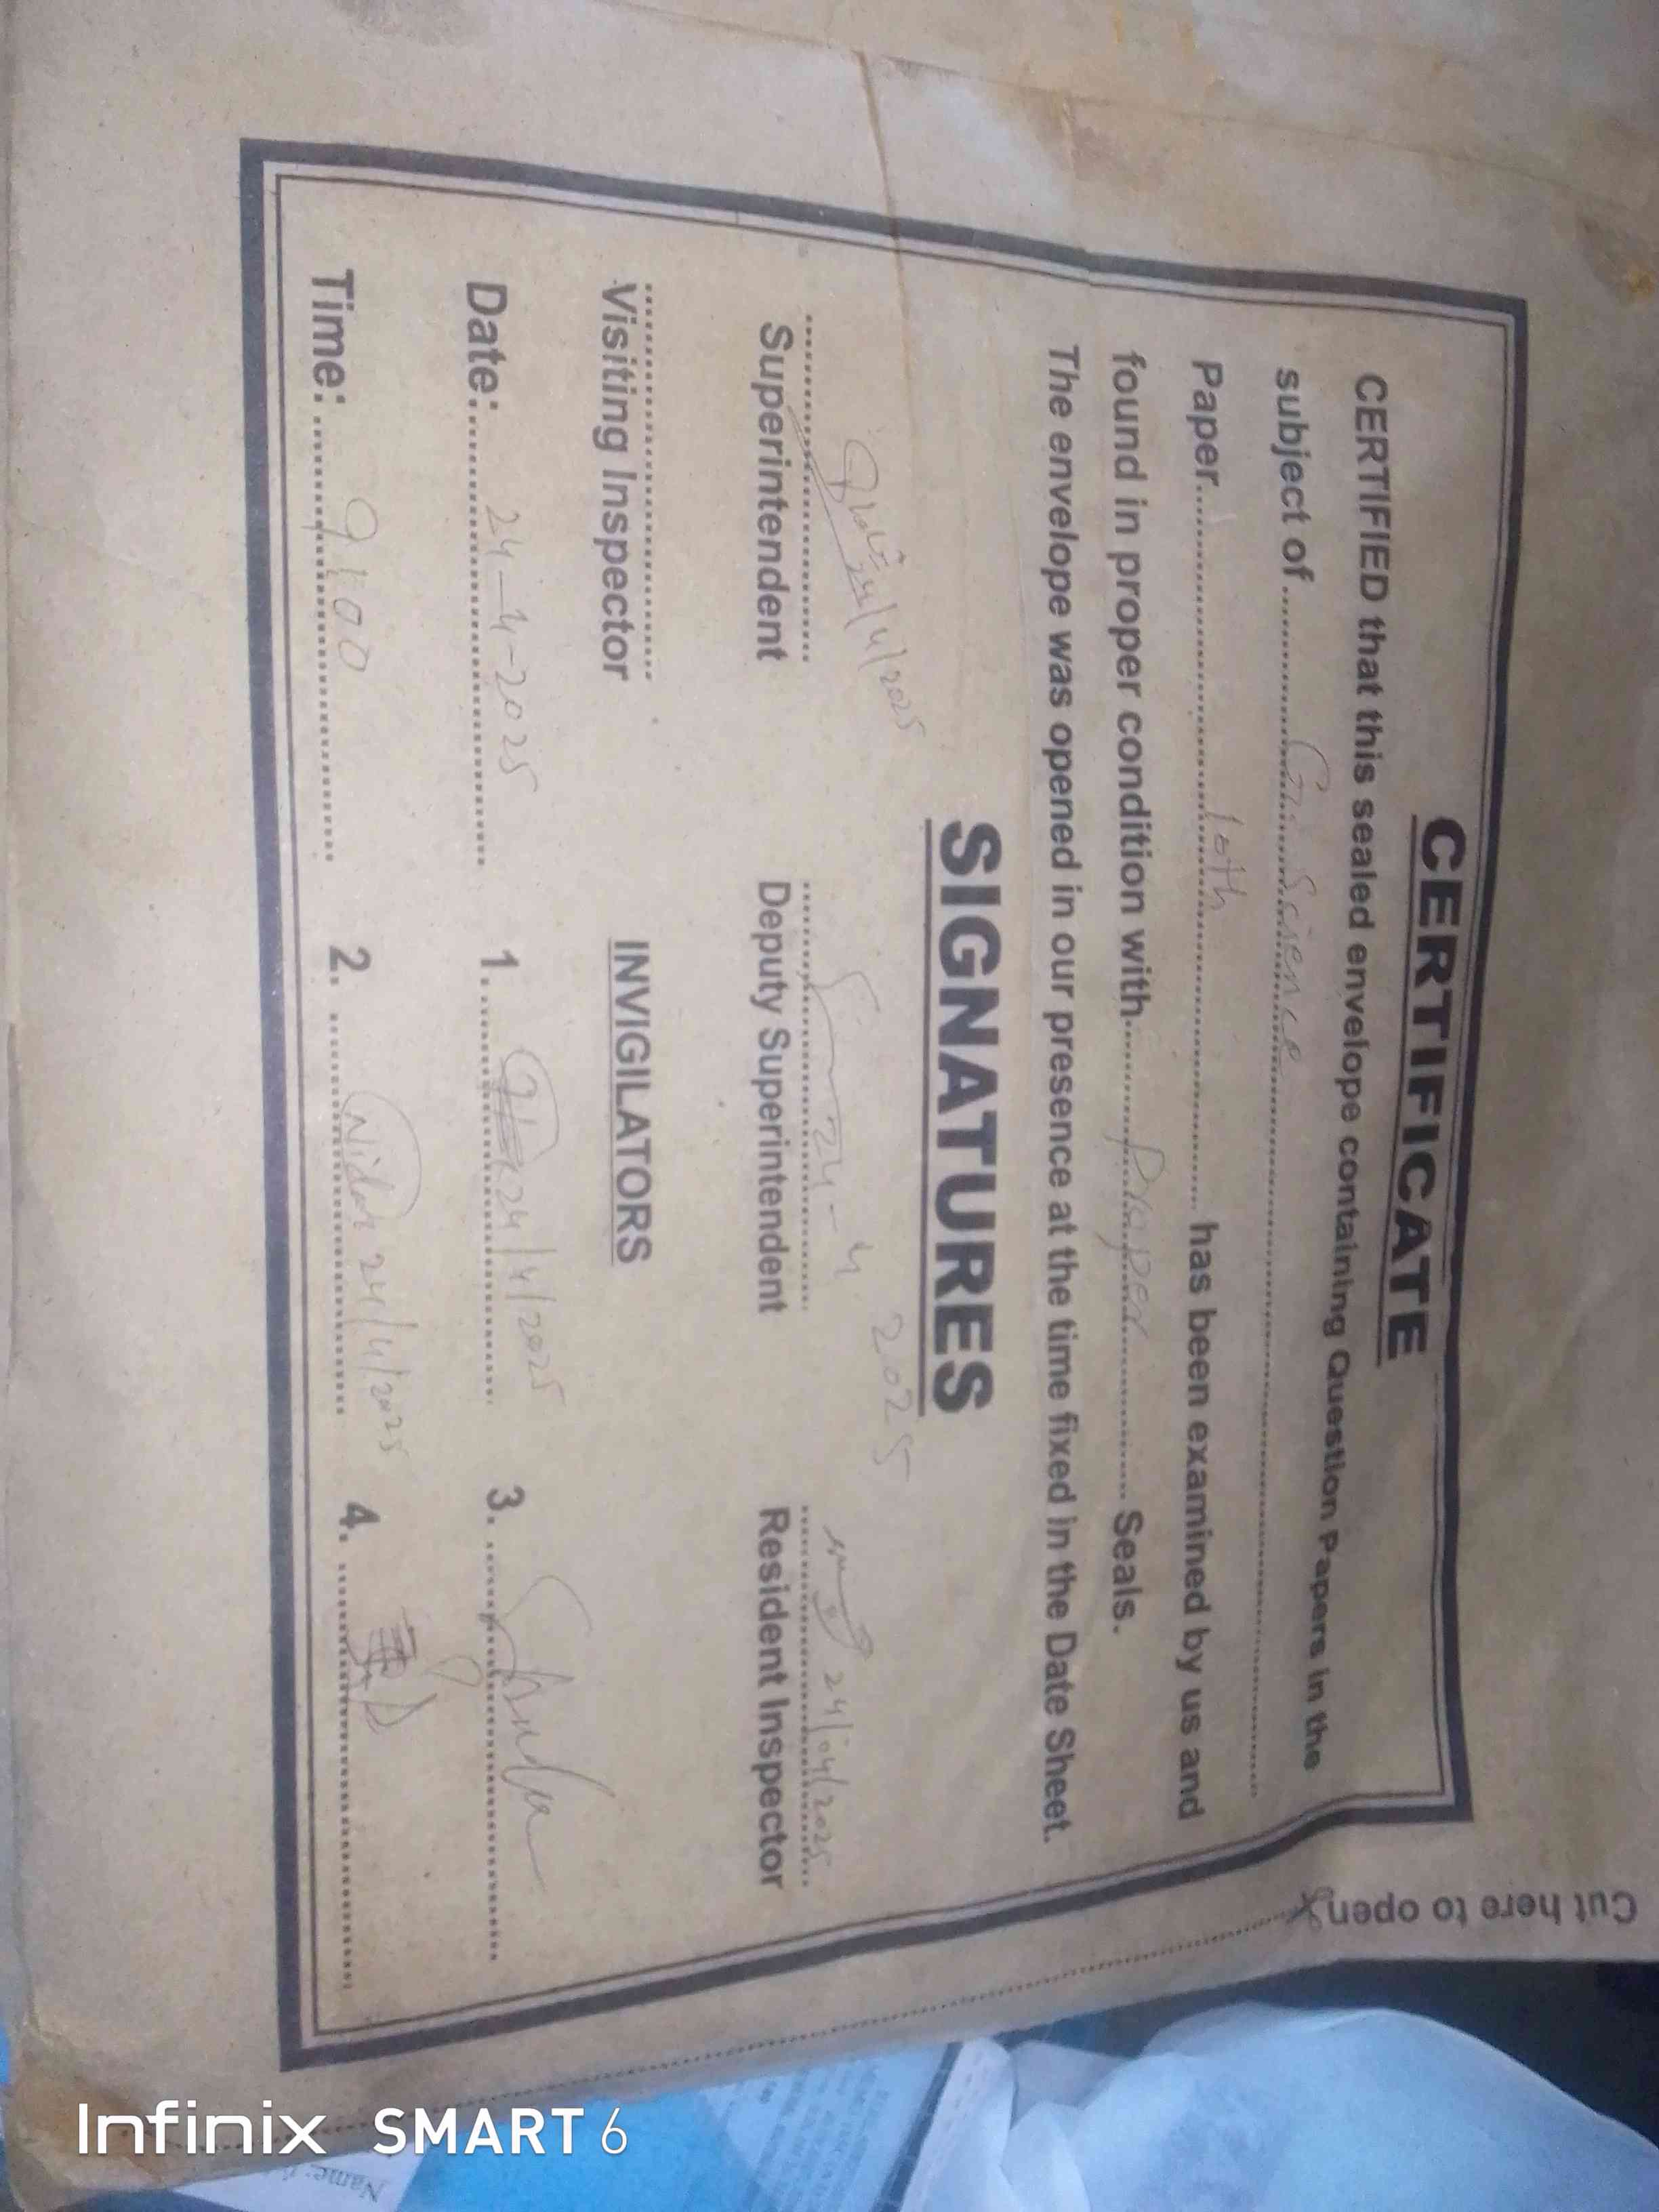 CERTIFICATE
CERTIFIED that this sealed envelope containing Question Papers in the
subject of .......... G. Science ..........
Paper .......... 10th .......... has been examined by us and
found in proper condition with .......... Proper .......... Seals.
The envelope was opened in our presence at the time fixed in the Date Sheet.
SIGNATURES
24/4/2025 24-4 2025 24/04/2025
Superintendent Deputy Superintendent Resident Inspector
Visiting Inspector INVIGILATORS
Date: 24-4-2025 1. 24/4/2025 3.
Time: 9:00 2. Nida 24/4/2025 4.
Cut here to open
Name:
Infinix SMART 6